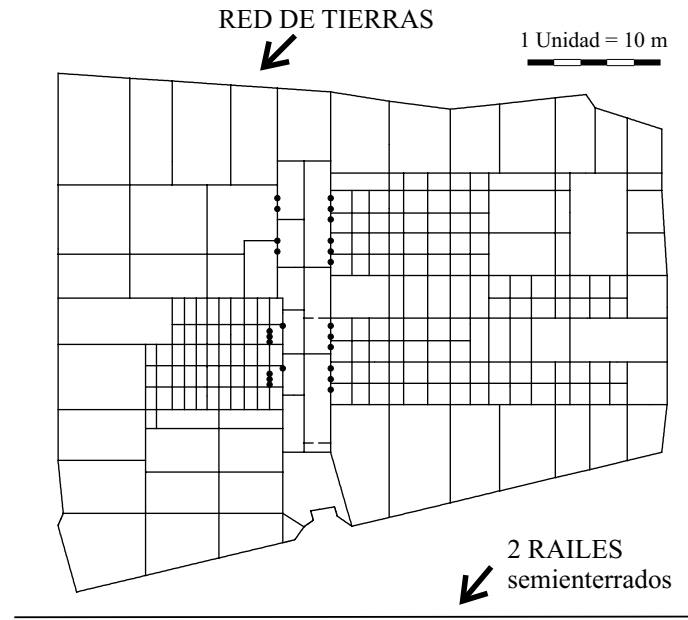 RED DE TIERRAS
1 Unidad = 10 m
2 RAILES
semienterrados